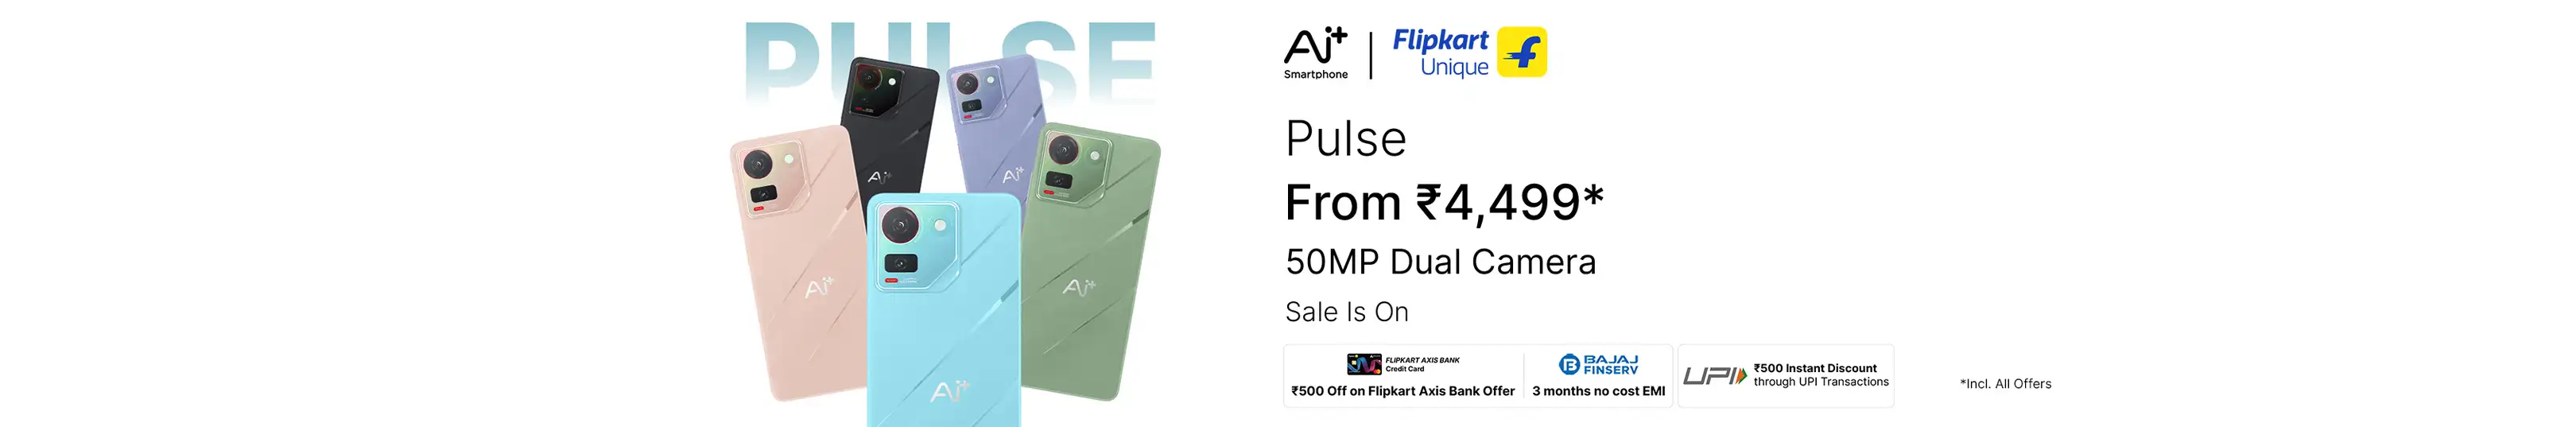 PULSE
Ai+
Smartphone
Flipkart
Unique
Pulse
From ₹4,499*
50MP Dual Camera
Sale Is On
FLIPKART AXIS BANK
Credit Card
₹500 Off on Flipkart Axis Bank Offer
BAJAJ
FINSERV
3 months no cost EMI
UPI
₹500 Instant Discount
through UPI Transactions
*Incl. All Offers
Ai+
Ai+
Ai+
Ai+
Ai+